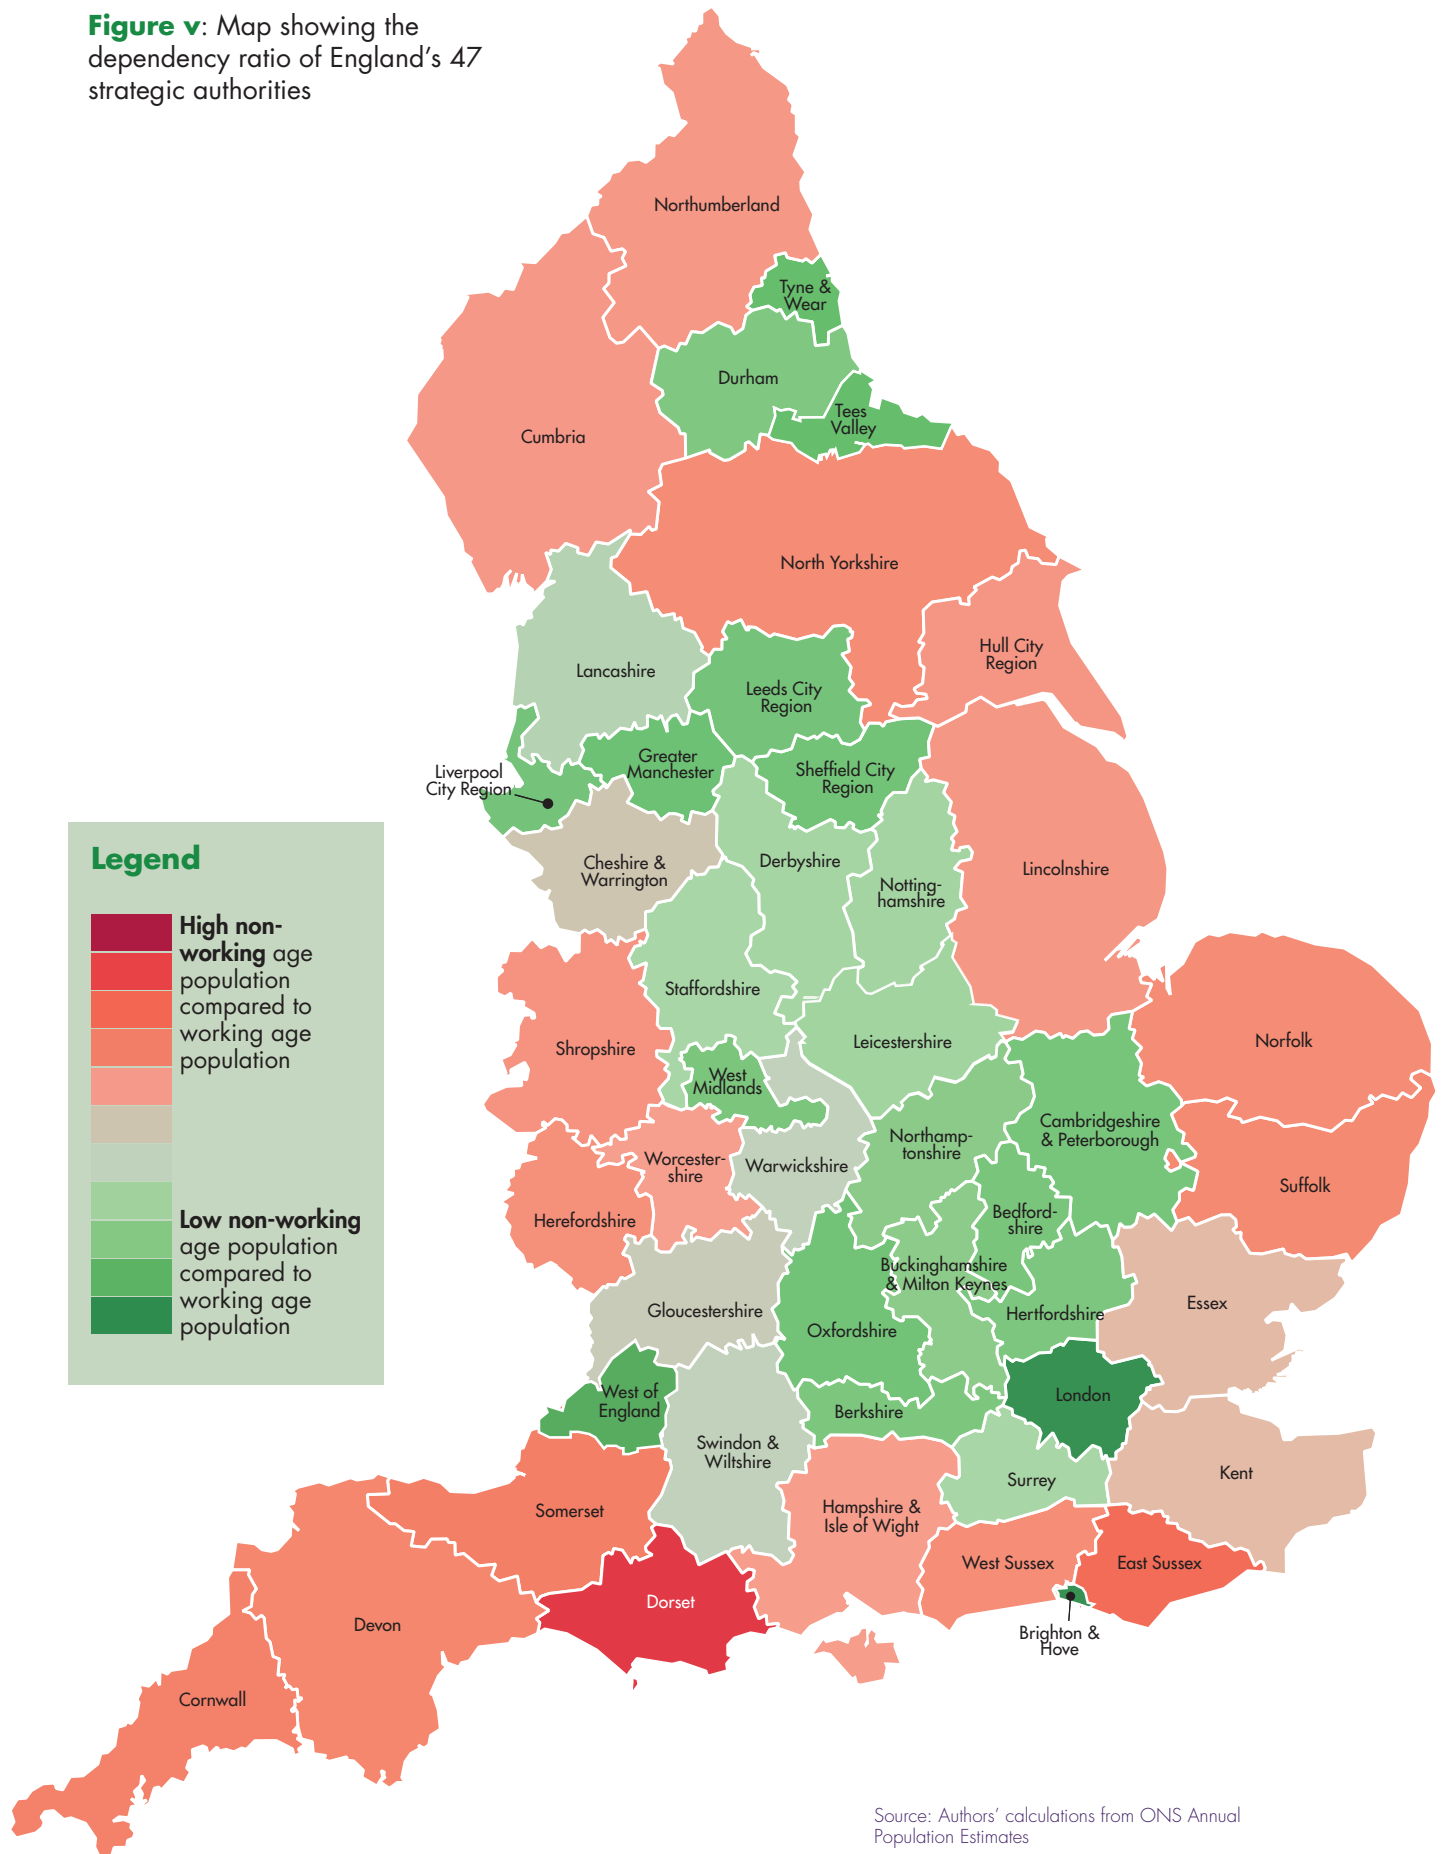 Figure v: Map showing the
dependency ratio of England's 47
strategic authorities
Northumberland
Tyne &
Wear
Durham
Tees
Valley
Cumbria
North Yorkshire
Hull City
Region
Lancashire
Leeds City
Region
Greater
Manchester
Sheffield City
Region
Liverpool
City Region
Cheshire &
Warrington
Derbyshire
Notting-
hamshire
Lincolnshire
Staffordshire
Leicestershire
Norfolk
Shropshire
West
Midlands
Cambridgeshire
& Peterborough
Northamp-
tonshire
Worcester-
shire
Warwickshire
Suffolk
Herefordshire
Bedford-
shire
Buckinghamshire
& Milton Keynes
Gloucestershire
Oxfordshire
Hertfordshire
Essex
West of
England
Berkshire
London
Swindon &
Wiltshire
Surrey
Kent
Somerset
Hampshire &
Isle of Wight
West Sussex
East Sussex
Dorset
Devon
Brighton &
Hove
Cornwall
Legend
High non-
working age
population
compared to
working age
population
Low non-working
age population
compared to
working age
population
Source: Authors' calculations from ONS Annual
Population Estimates